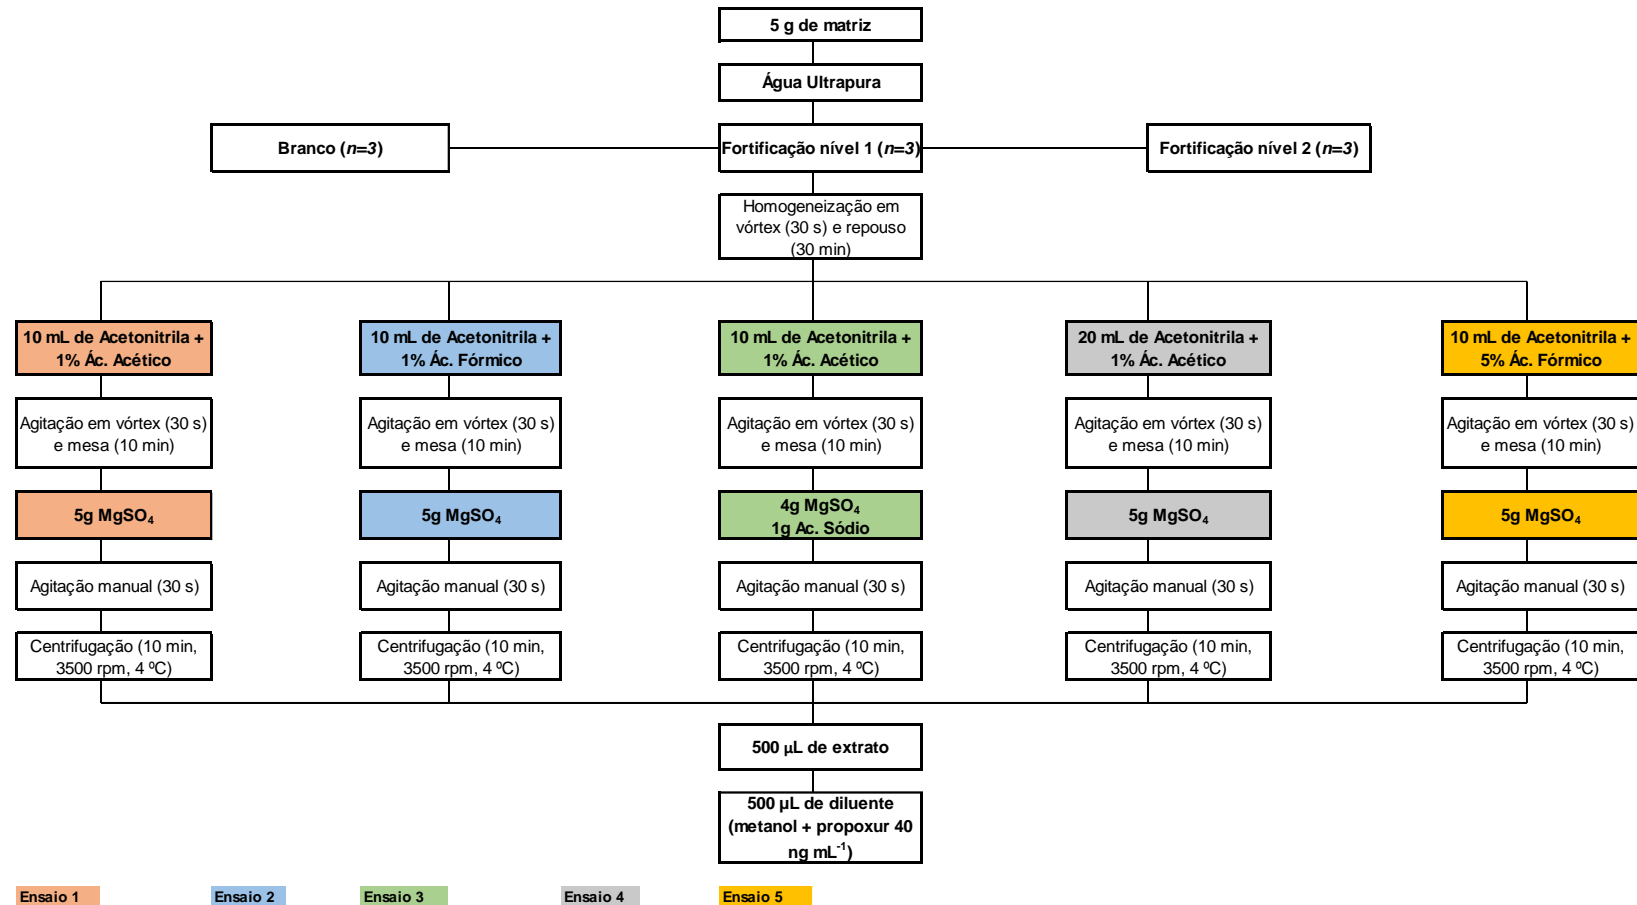 5 g de matriz
Água Ultrapura
Branco (n=3)
Fortificação nível 1 (n=3)
Fortificação nível 2 (n=3)
Homogeneização em
vórtex (30 s) e repouso
(30 min)
10 mL de Acetonitrila +
1% Ác. Acético
10 mL de Acetonitrila +
1% Ác. Fórmico
10 mL de Acetonitrila +
1% Ác. Acético
20 mL de Acetonitrila +
1% Ác. Acético
10 mL de Acetonitrila +
5% Ác. Fórmico
Agitação em vórtex (30 s)
e mesa (10 min)
Agitação em vórtex (30 s)
e mesa (10 min)
Agitação em vórtex (30 s)
e mesa (10 min)
Agitação em vórtex (30 s)
e mesa (10 min)
Agitação em vórtex (30 s)
e mesa (10 min)
5g MgSO₄
5g MgSO₄
4g MgSO₄
1g Ac. Sódio
5g MgSO₄
5g MgSO₄
Agitação manual (30 s)
Agitação manual (30 s)
Agitação manual (30 s)
Agitação manual (30 s)
Agitação manual (30 s)
Centrifugação (10 min,
3500 rpm, 4 ºC)
Centrifugação (10 min,
3500 rpm, 4 ºC)
Centrifugação (10 min,
3500 rpm, 4 ºC)
Centrifugação (10 min,
3500 rpm, 4 ºC)
Centrifugação (10 min,
3500 rpm, 4 ºC)
500 µL de extrato
500 µL de diluente
(metanol + propoxur 40
ng mL⁻¹)
Ensaio 1
Ensaio 2
Ensaio 3
Ensaio 4
Ensaio 5